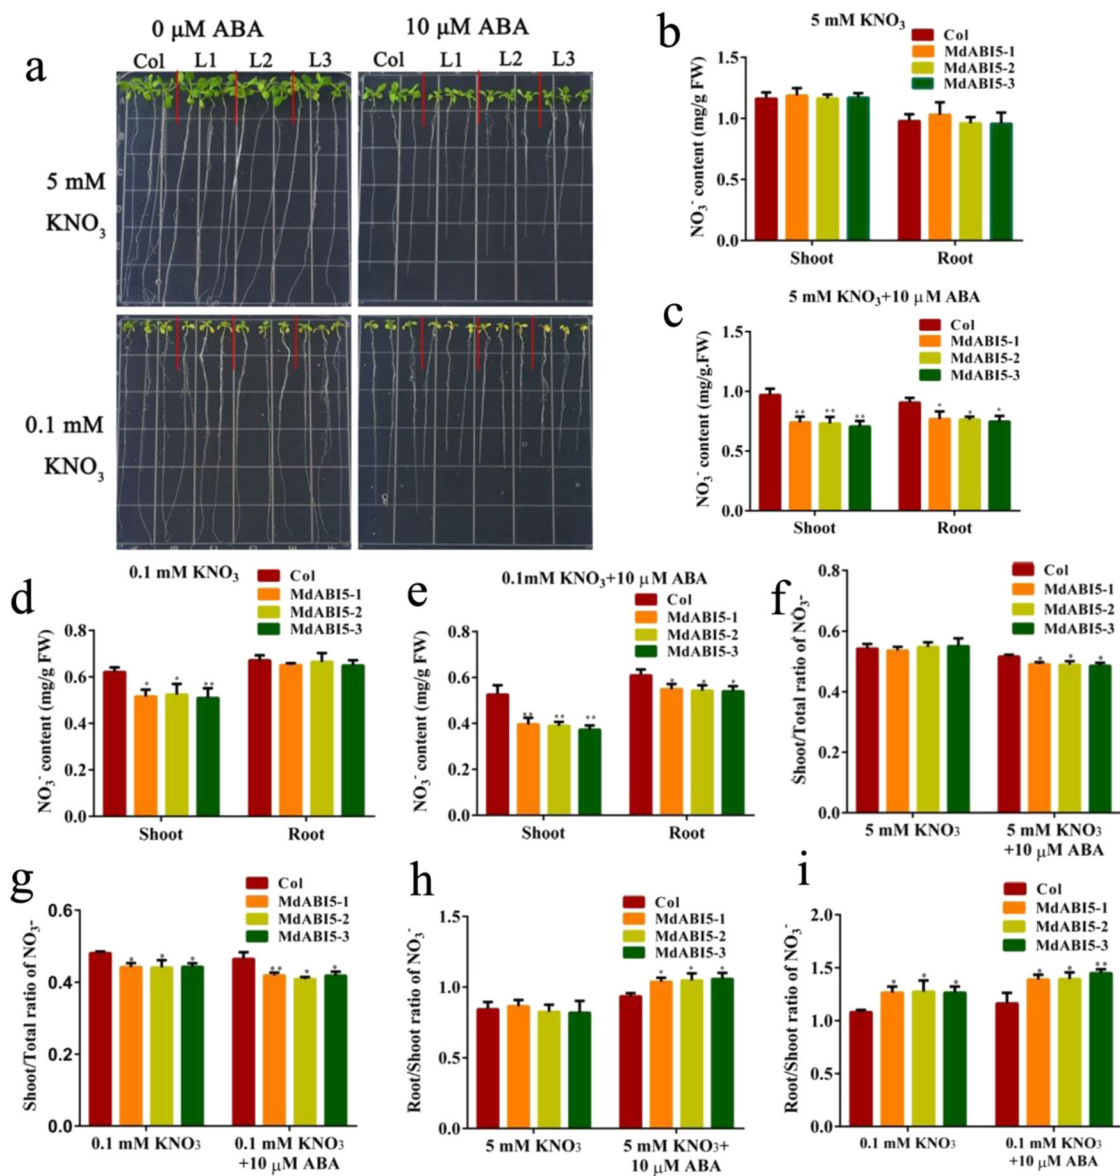 a
0 μM ABA
10 μM ABA
Col
L1
L2
L3
Col
L1
L2
L3
5 mM
KNO₃
0.1 mM
KNO₃
b
5 mM KNO₃
Col
MdABI5-1
MdABI5-2
MdABI5-3
NO₃⁻ content (mg/g FW)
1.5
1.0
0.5
0.0
Shoot
Root
c
5 mM KNO₃+10 μM ABA
Col
MdABI5-1
MdABI5-2
MdABI5-3
NO₃⁻ content (mg/g.FW)
1.5
1.0
0.5
0.0
** ** **
* * *
Shoot
Root
d
0.1 mM KNO₃
Col
MdABI5-1
MdABI5-2
MdABI5-3
NO₃⁻ content (mg/g FW)
0.8
0.6
0.4
0.2
0.0
* * **
Shoot
Root
e
0.1mM KNO₃+10 μM ABA
Col
MdABI5-1
MdABI5-2
MdABI5-3
NO₃⁻ content (mg/g FW)
0.8
0.6
0.4
0.2
0.0
** ** **
* * *
Shoot
Root
f
Col
MdABI5-1
MdABI5-2
MdABI5-3
Shoot/Total ratio of NO₃-
0.8
0.6
0.4
0.2
0.0
* * *
5 mM KNO₃
5 mM KNO₃
+10 μM ABA
g
Col
MdABI5-1
MdABI5-2
MdABI5-3
Shoot/Total ratio of NO₃-
0.6
0.4
0.2
0.0
* * *
** * *
0.1 mM KNO₃
0.1 mM KNO₃
+10 μM ABA
h
Col
MdABI5-1
MdABI5-2
MdABI5-3
Root/Shoot ratio of NO₃⁻
1.5
1.0
0.5
0.0
* * *
5 mM KNO₃
5 mM KNO₃+
10 μM ABA
i
Col
MdABI5-1
MdABI5-2
MdABI5-3
Root/Shoot ratio of NO₃⁻
2.0
1.5
1.0
0.5
0.0
* * *
* * **
0.1 mM KNO₃
0.1 mM KNO₃
+10 μM ABA